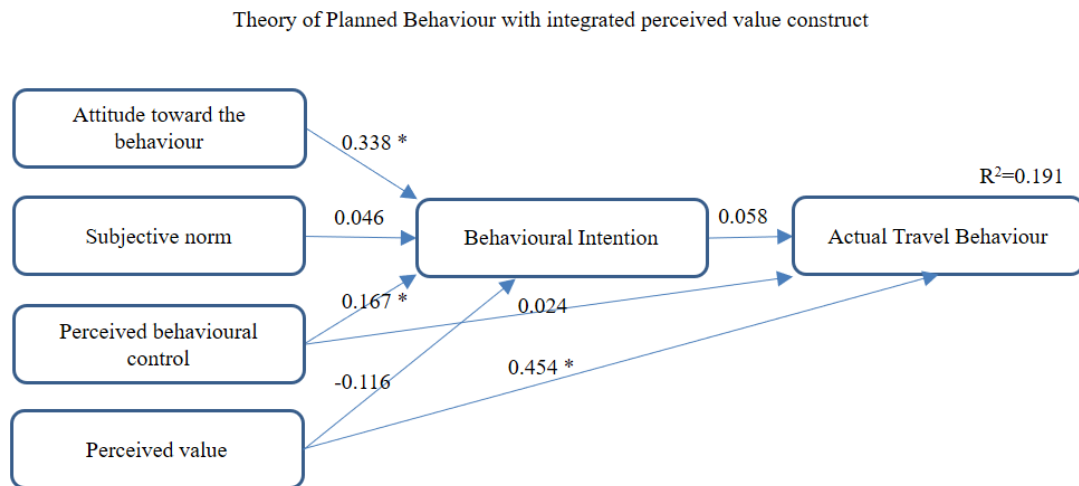 Theory of Planned Behaviour with integrated perceived value construct
Attitude toward the
behaviour
0.338 *
R²=0.191
Subjective norm
0.046
Behavioural Intention
0.058
Actual Travel Behaviour
Perceived behavioural
control
0.167 *
0.024
-0.116
0.454 *
Perceived value